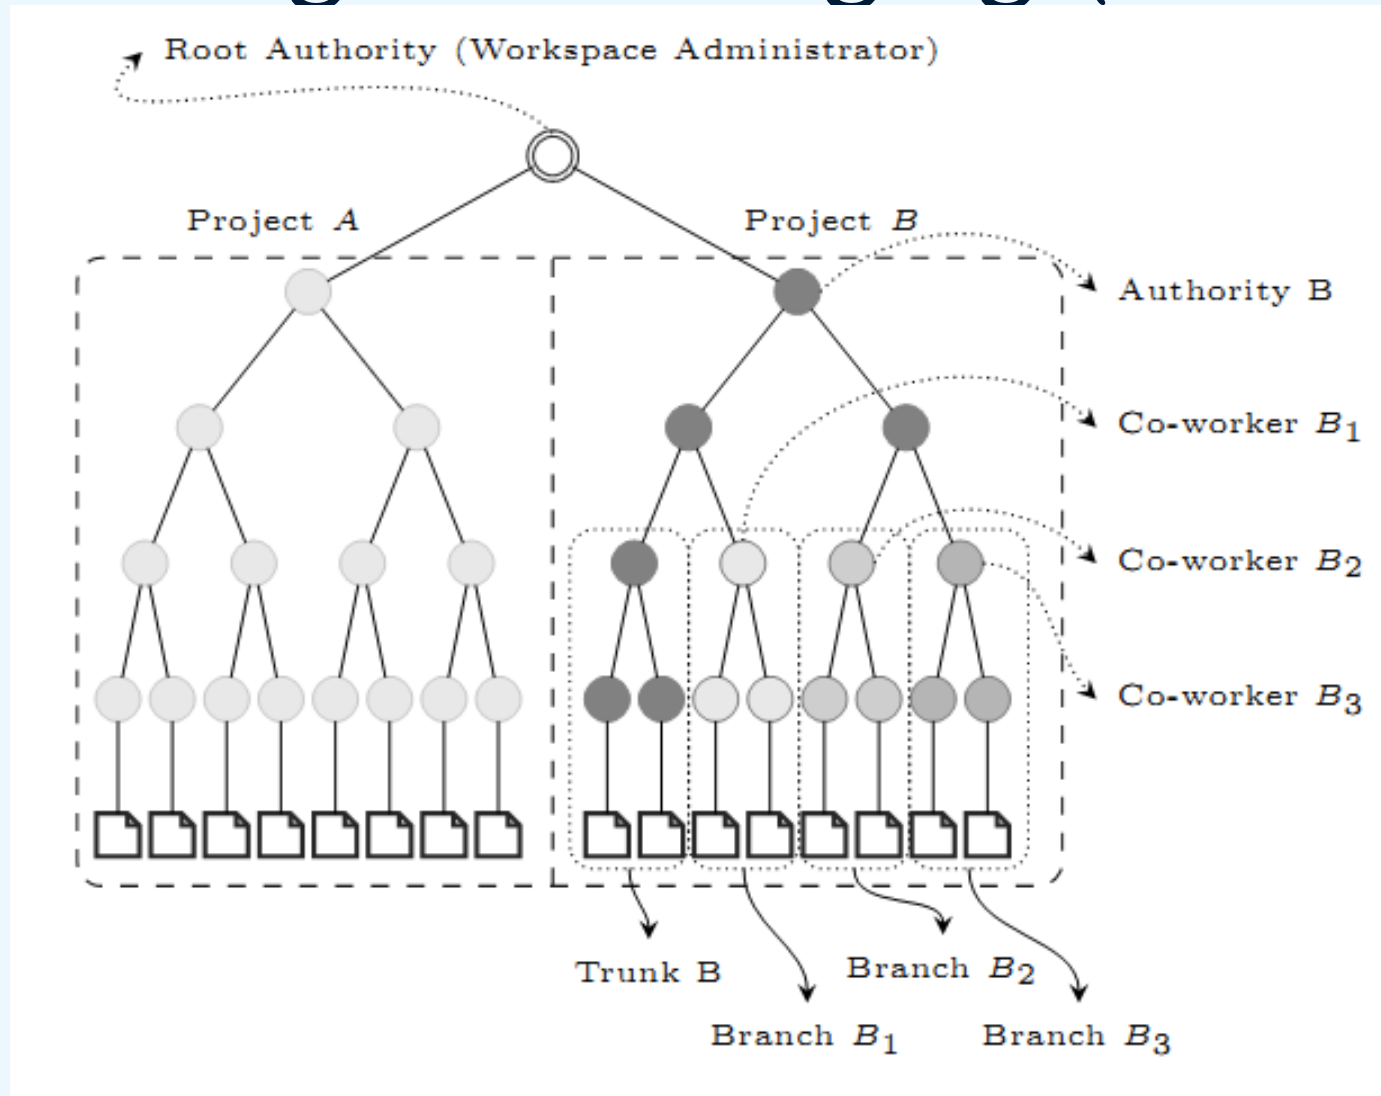 Root Authority (Workspace Administrator)
Project A
Project B
Authority B
Co-worker B₁
Co-worker B₂
Co-worker B₃
Trunk B
Branch B₂
Branch B₁
Branch B₃